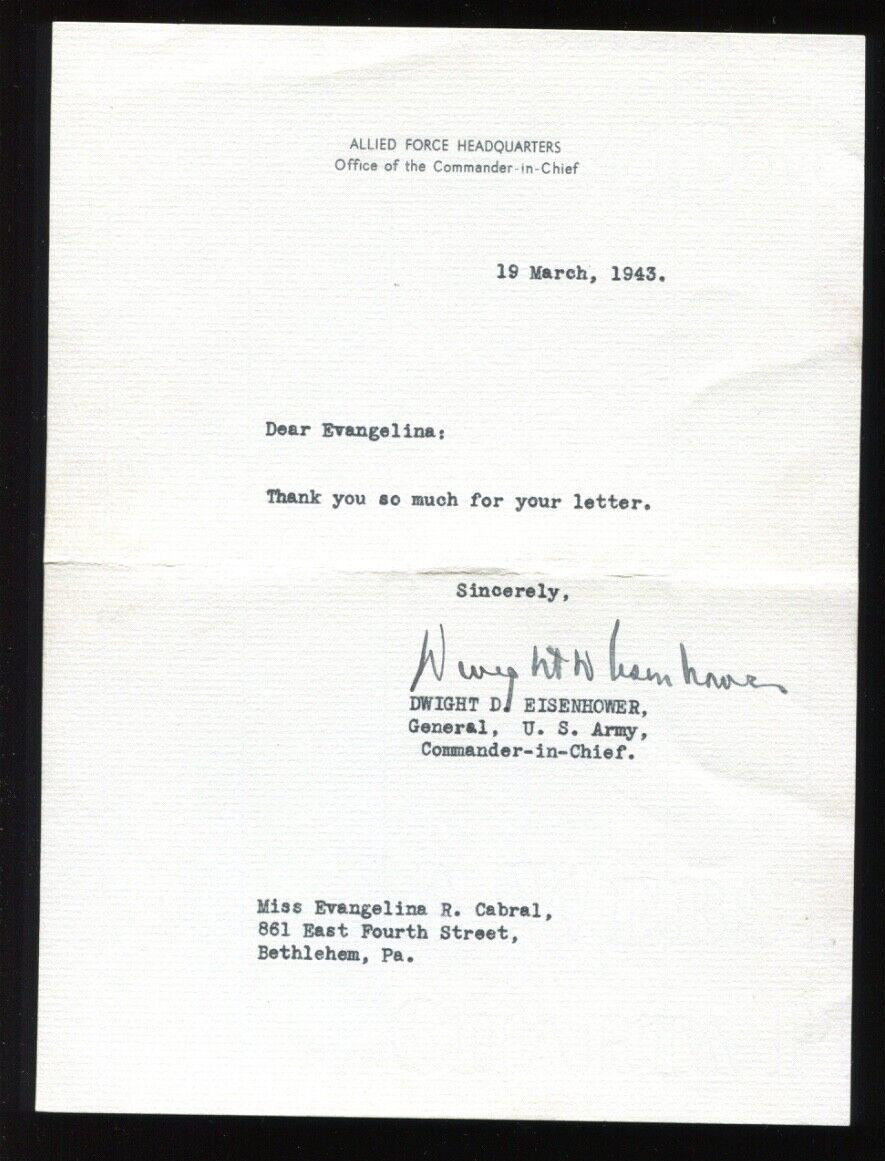 ALLIED FORCE HEADQUARTERS
Office of the Commander-in-Chief
19 March, 1943.
Dear Evangelina:
Thank you so much for your letter.
Sincerely,
Dwight D Eisenhower
DWIGHT D. EISENHOWER,
General, U. S. Army,
Commander-in-Chief.
Miss Evangelina R. Cabral,
861 East Fourth Street,
Bethlehem, Pa.